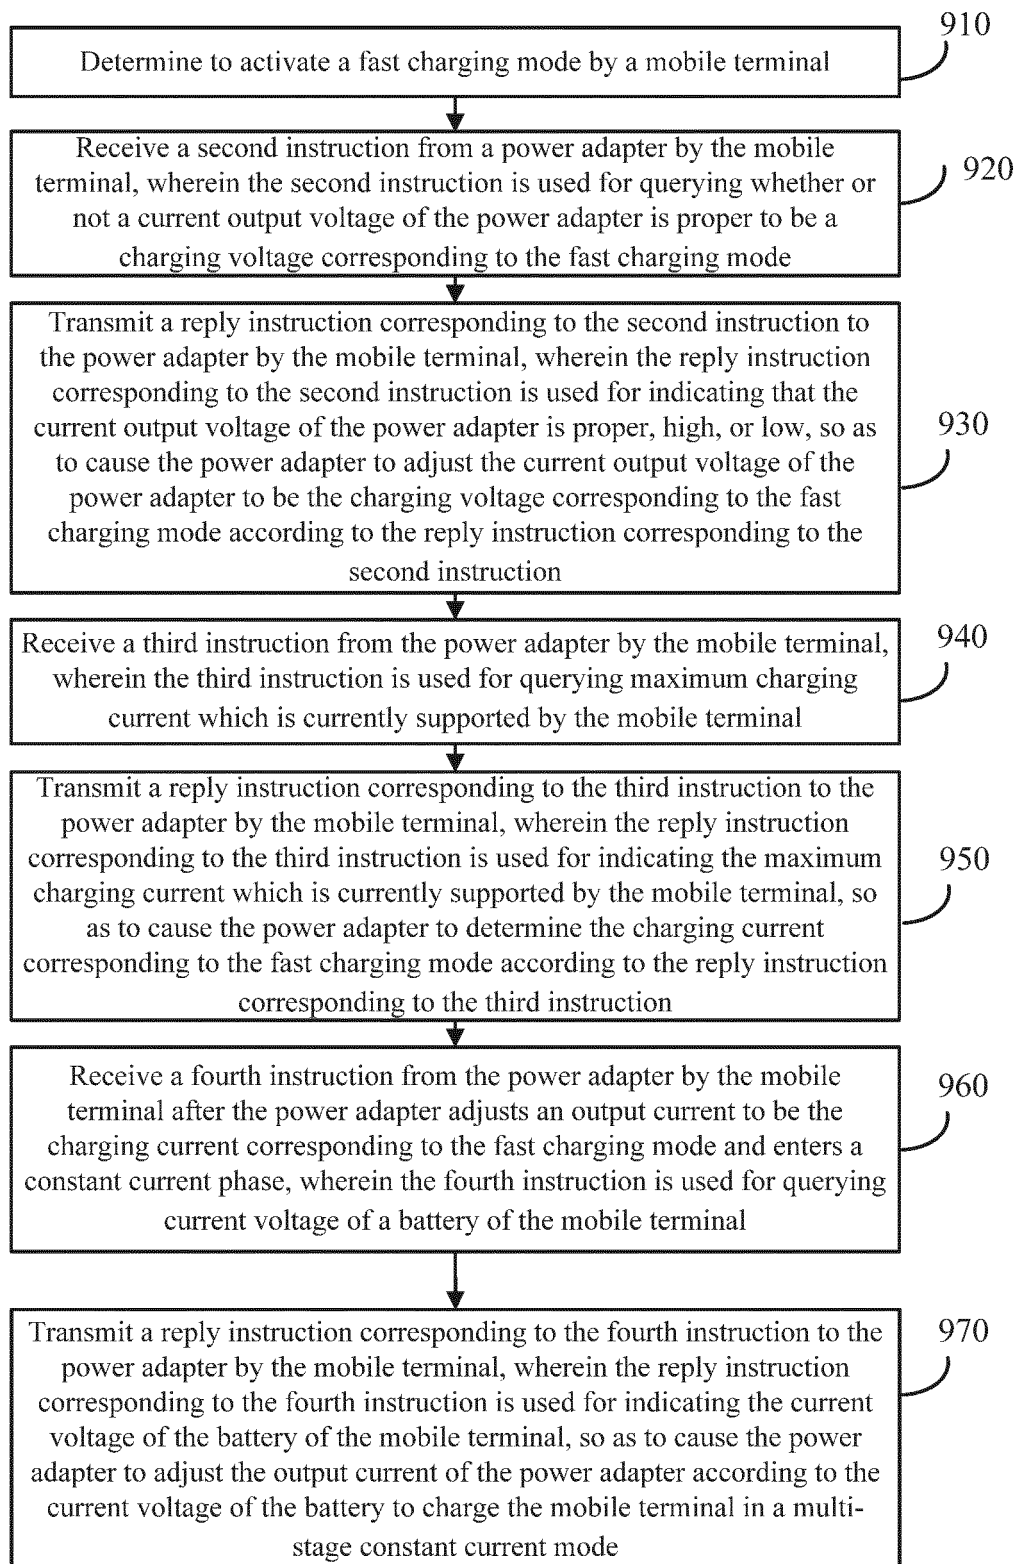 910
Determine to activate a fast charging mode by a mobile terminal
Receive a second instruction from a power adapter by the mobile
terminal, wherein the second instruction is used for querying whether or
not a current output voltage of the power adapter is proper to be a
charging voltage corresponding to the fast charging mode
920
Transmit a reply instruction corresponding to the second instruction to
the power adapter by the mobile terminal, wherein the reply instruction
corresponding to the second instruction is used for indicating that the
current output voltage of the power adapter is proper, high, or low, so as
to cause the power adapter to adjust the current output voltage of the
power adapter to be the charging voltage corresponding to the fast
charging mode according to the reply instruction corresponding to the
second instruction
930
Receive a third instruction from the power adapter by the mobile terminal,
wherein the third instruction is used for querying maximum charging
current which is currently supported by the mobile terminal
940
Transmit a reply instruction corresponding to the third instruction to the
power adapter by the mobile terminal, wherein the reply instruction
corresponding to the third instruction is used for indicating the maximum
charging current which is currently supported by the mobile terminal, so
as to cause the power adapter to determine the charging current
corresponding to the fast charging mode according to the reply instruction
corresponding to the third instruction
950
Receive a fourth instruction from the power adapter by the mobile
terminal after the power adapter adjusts an output current to be the
charging current corresponding to the fast charging mode and enters a
constant current phase, wherein the fourth instruction is used for querying
current voltage of a battery of the mobile terminal
960
Transmit a reply instruction corresponding to the fourth instruction to the
power adapter by the mobile terminal, wherein the reply instruction
corresponding to the fourth instruction is used for indicating the current
voltage of the battery of the mobile terminal, so as to cause the power
adapter to adjust the output current of the power adapter according to the
current voltage of the battery to charge the mobile terminal in a multi-
stage constant current mode
970